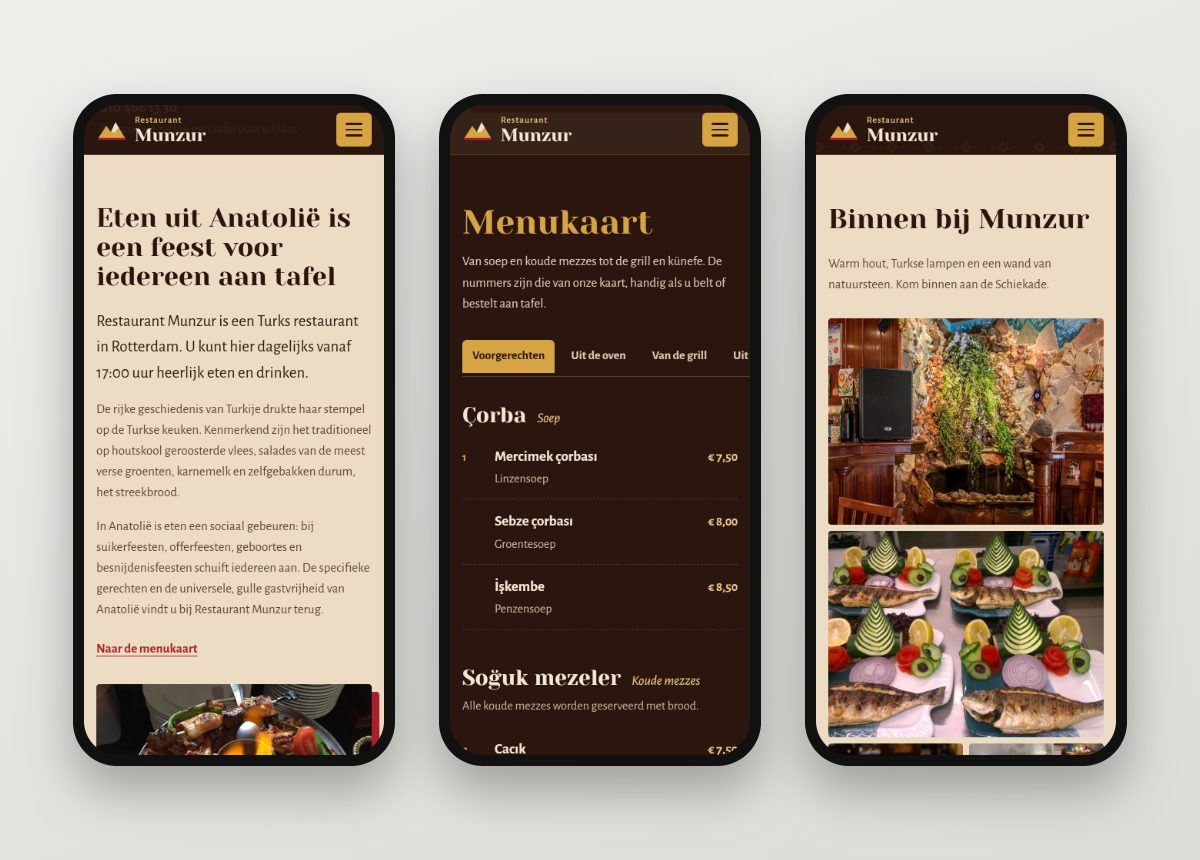 Restaurant
Munzur
Eten uit Anatolië is
een feest voor
iedereen aan tafel
Restaurant Munzur is een Turks restaurant
in Rotterdam. U kunt hier dagelijks vanaf
17:00 uur heerlijk eten en drinken.
De rijke geschiedenis van Turkije drukte haar stempel
op de Turkse keuken. Kenmerkend zijn het traditioneel
op houtskool geroosterde vlees, salades van de meest
verse groenten, karnemelk en zelfgebakken durum,
het streekbrood.
In Anatolië is eten een sociaal gebeuren: bij
suikerfeesten, offerfeesten, geboortes en
besnijdenisfeesten schuift iedereen aan. De specifieke
gerechten en de universele, gulle gastvrijheid van
Anatolië vindt u bij Restaurant Munzur terug.
Naar de menukaart
Restaurant
Munzur
Menukaart
Van soep en koude mezzes tot de grill en künefe. De
nummers zijn die van onze kaart, handig als u belt of
bestelt aan tafel.
Voorgerechten Uit de oven Van de grill Uit
Çorba Soep
1 Mercimek çorbası € 7,50
Linzensoep
Sebze çorbası € 8,00
Groentesoep
İşkembe € 8,50
Penzensoep
Soğuk mezeler Koude mezzes
Alle koude mezzes worden geserveerd met brood.
Cacık € 7,50
Restaurant
Munzur
Binnen bij Munzur
Warm hout, Turkse lampen en een wand van
natuursteen. Kom binnen aan de Schiekade.